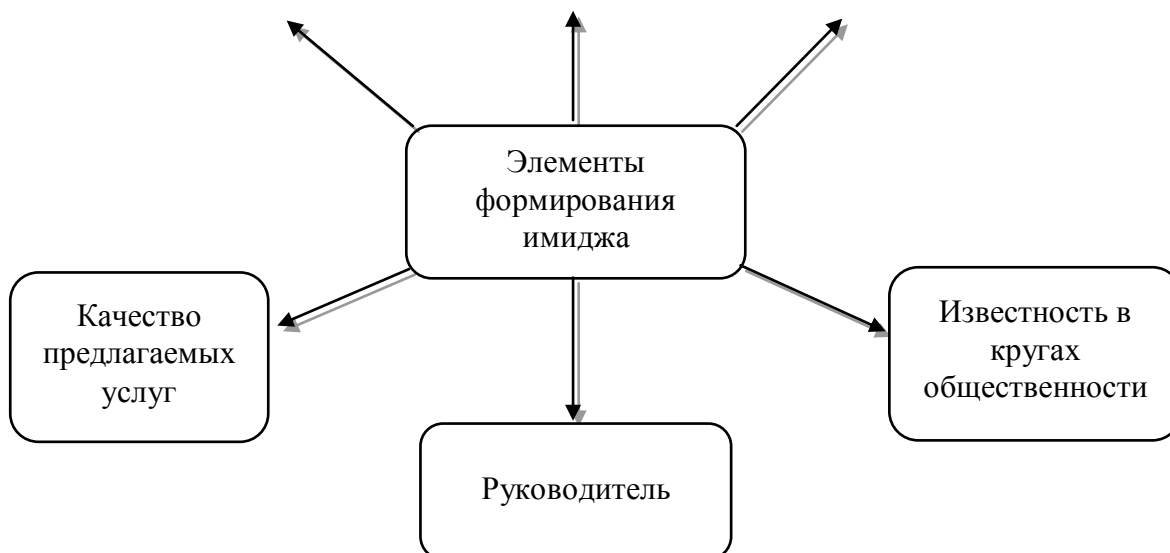 Элементы
формирования
имиджа
Качество
предлагаемых
услуг
Известность в
кругах
общественности
Руководитель